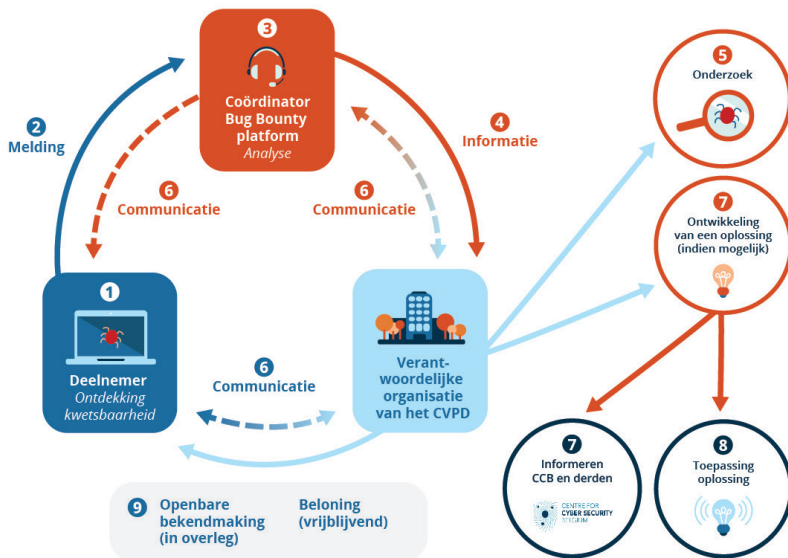 3
Coördinator
Bug Bounty
platform
Analyse
2
Melding
4
Informatie
5
Onderzoek
6
Communicatie
6
Communicatie
7
Ontwikkeling
van een oplossing
(indien mogelijk)
1
Deelnemer
Ontdekking
kwetsbaarheid
6
Communicatie
Verant-
woordelijke
organisatie
van het CVPD
7
Informeren
CCB en derden
CENTRE FOR
CYBER SECURITY
BELGIUM
8
Toepassing
oplossing
9
Openbare
bekendmaking
(in overleg)
Beloning
(vrijblijvend)